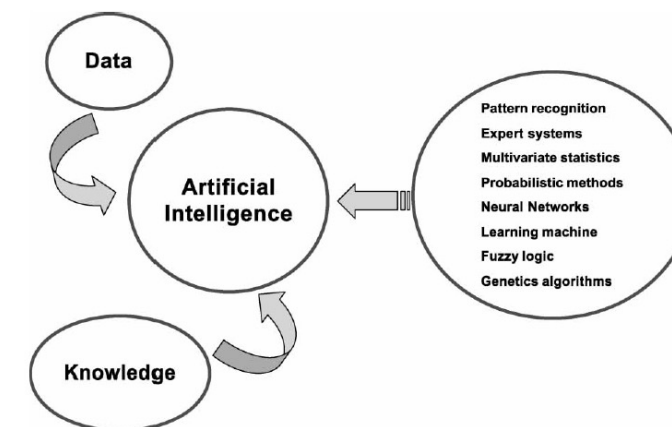 Data
Artificial
Intelligence
Knowledge
Pattern recognition
Expert systems
Multivariate statistics
Probabilistic methods
Neural Networks
Learning machine
Fuzzy logic
Genetics algorithms